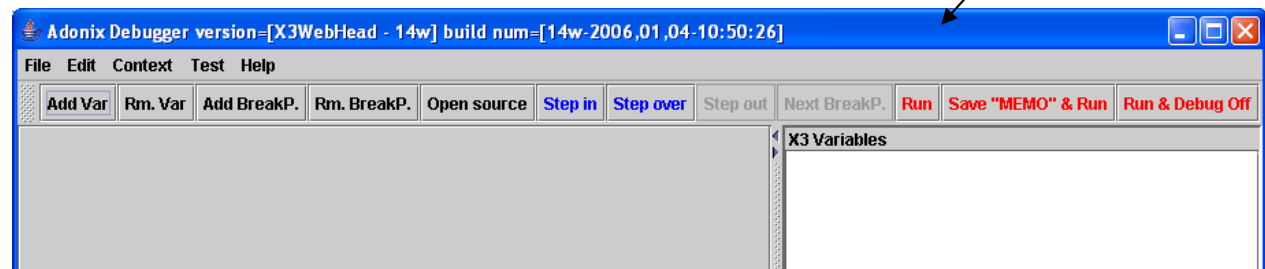 Adonix Debugger version=[X3WebHead - 14w] build num=[14w-2006,01,04-10:50:26]
File Edit Context Test Help
Add Var Rm. Var Add BreakP. Rm. BreakP. Open source Step in Step over Step out Next BreakP. Run Save "MEMO" & Run Run & Debug Off
X3 Variables